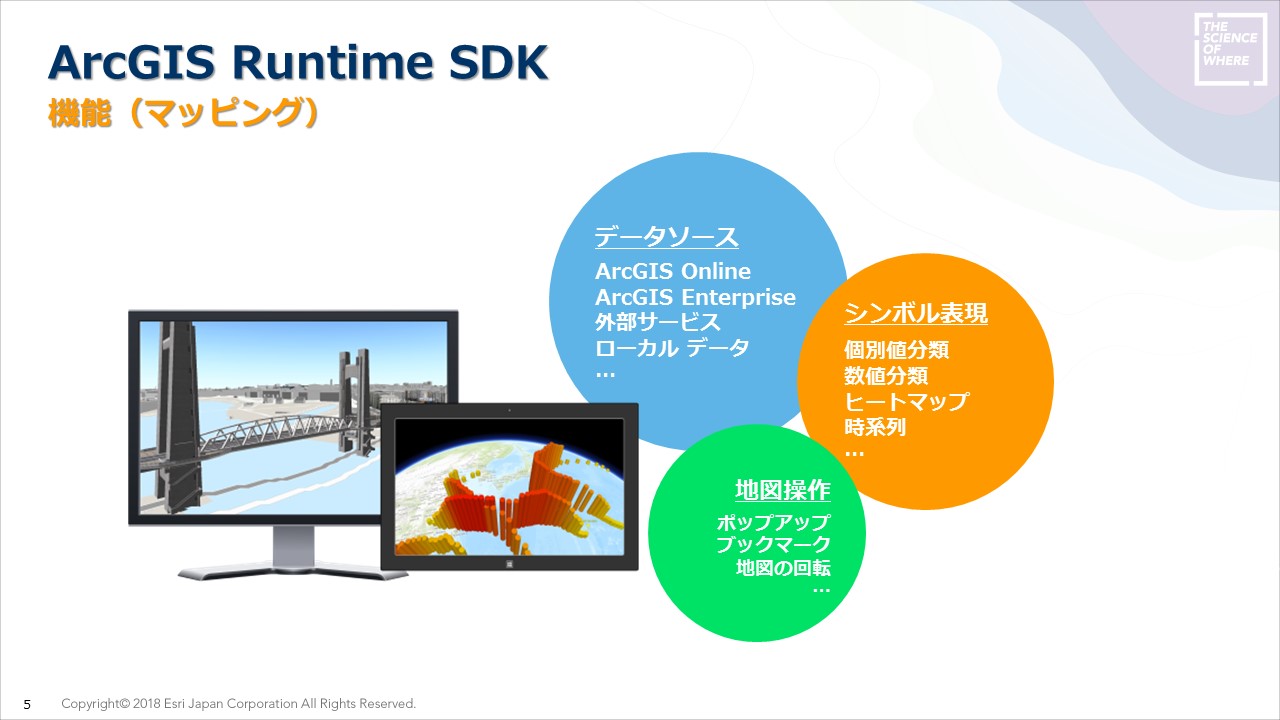 ArcGIS Runtime SDK
機能（マッピング）
THE
SCIENCE
OF
WHERE
データソース
ArcGIS Online
ArcGIS Enterprise
外部サービス
ローカル データ
...
シンボル表現
個別値分類
数値分類
ヒートマップ
時系列
...
地図操作
ポップアップ
ブックマーク
地図の回転
...
5
Copyright© 2018 Esri Japan Corporation All Rights Reserved.